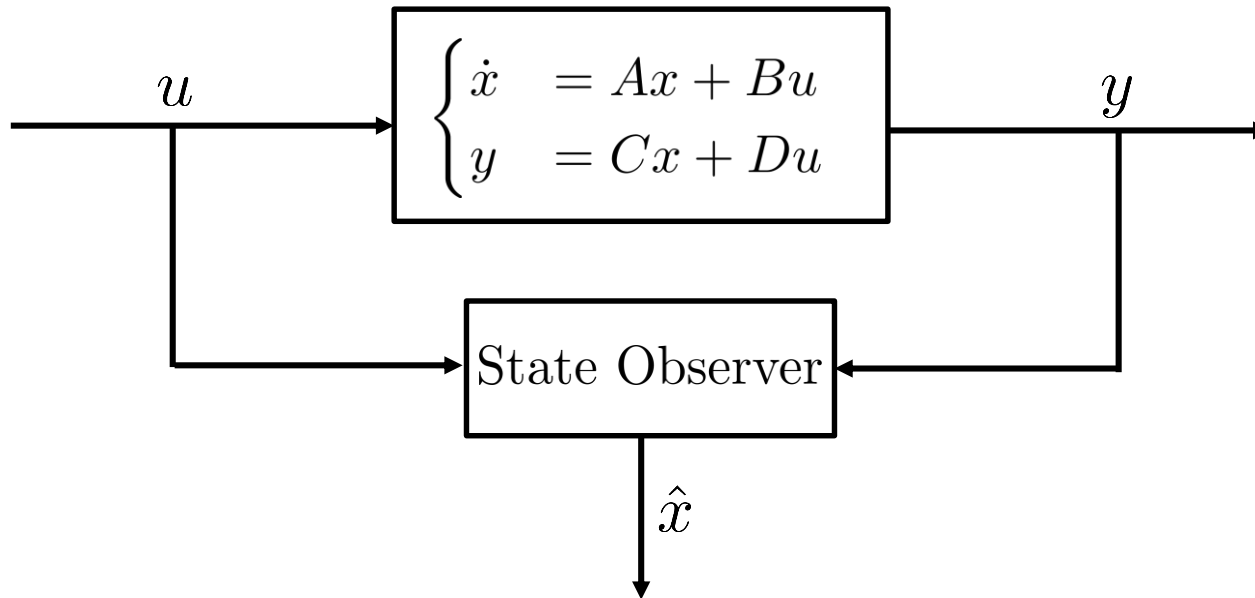 u
ẋ = Ax + Bu
y = Cx + Du
y
State Observer
x̂